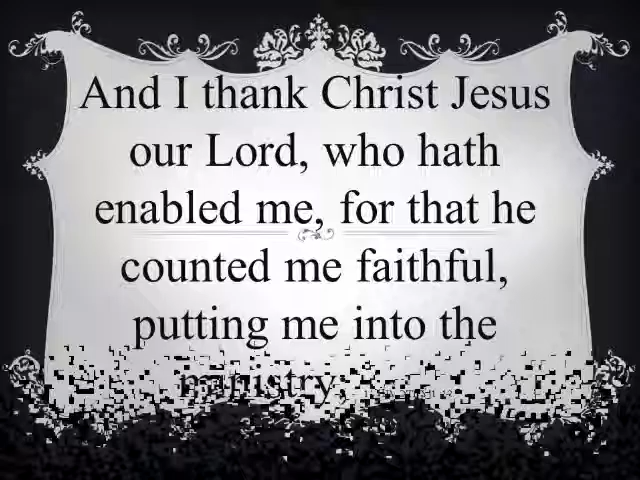 And I thank Christ Jesus
our Lord, who hath
enabled me, for that he
counted me faithful,
putting me into the
ministry;